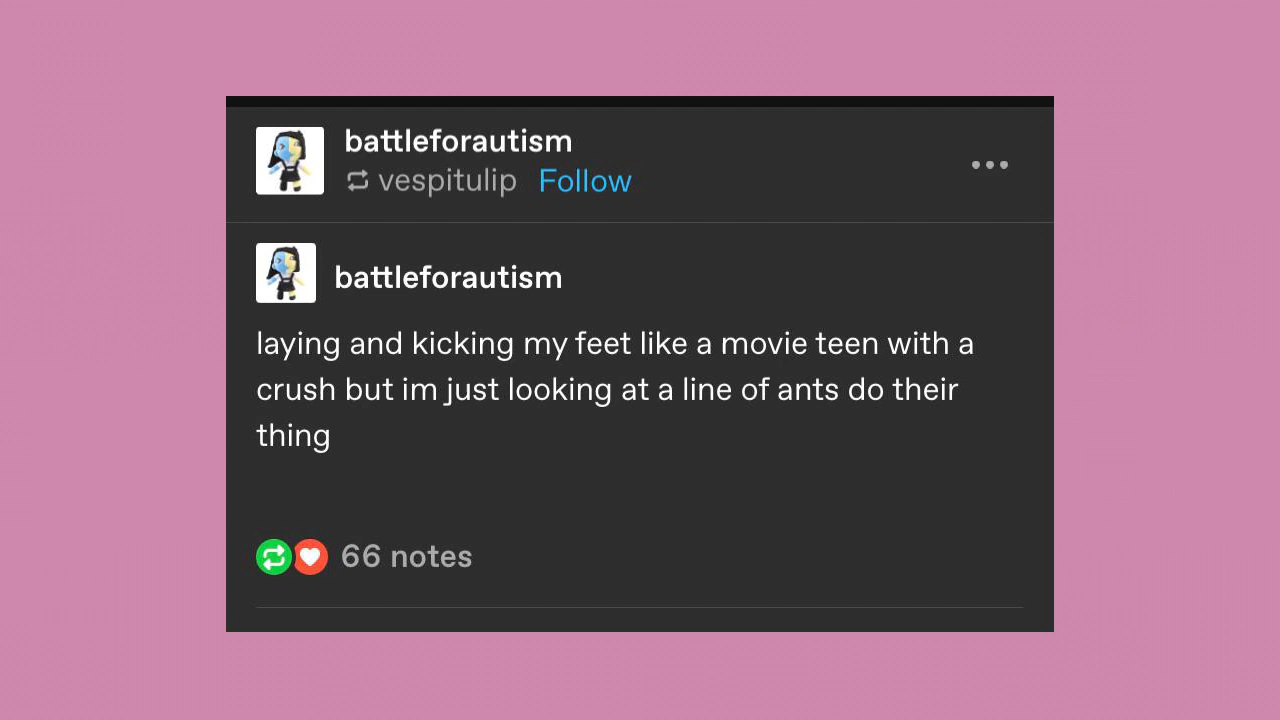 battleforautism
vespitulip Follow
battleforautism
laying and kicking my feet like a movie teen with a
crush but im just looking at a line of ants do their
thing
66 notes